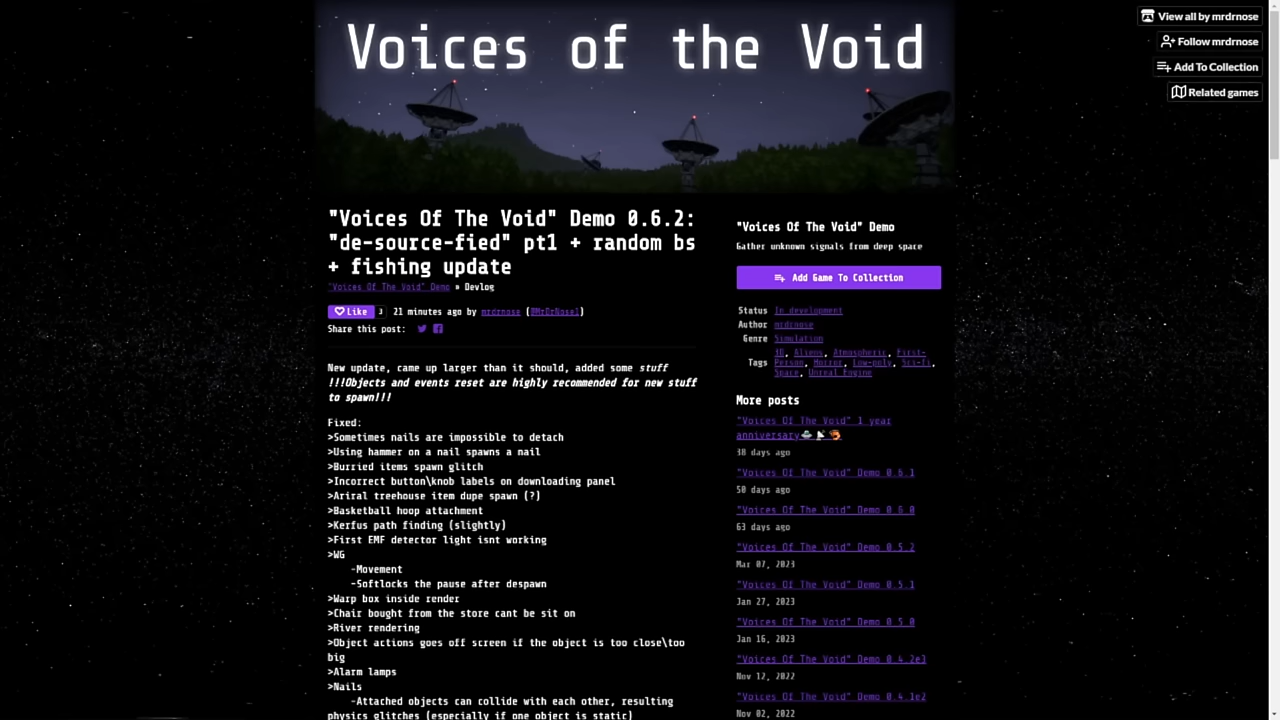 Voices of the Void
View all by mrdrnose
Follow mrdrnose
Add To Collection
Related games
"Voices Of The Void" Demo 0.6.2:
"de-source-fied" pt1 + random bs
+ fishing update
"Voices Of The Void" Demo » Devlog
Like 3 21 minutes ago by mrdrnose (@MrDrNose1)
Share this post:
New update, came up larger than it should, added some stuff
!!!Objects and events reset are highly recommended for new stuff
to spawn!!!
Fixed:
>Sometimes nails are impossible to detach
>Using hammer on a nail spawns a nail
>Burried items spawn glitch
>Incorrect button\knob labels on downloading panel
>Ariral treehouse item dupe spawn (?)
>Basketball hoop attachment
>Kerfus path finding (slightly)
>First EMF detector light isnt working
>WG
-Movement
-Softlocks the pause after despawn
>Warp box inside render
>Chair bought from the store cant be sit on
>River rendering
>Object actions goes off screen if the object is too close\too
big
>Alarm lamps
>Nails
-Attached objects can collide with each other, resulting
physics glitches (especially if one object is static)
"Voices Of The Void" Demo
Gather unknown signals from deep space
Add Game To Collection
Status In development
Author mrdrnose
Genre Simulation
Tags 3D, Aliens, Atmospheric, First-
Person, Horror, Low-poly, Sci-fi,
Space, Unreal Engine
More posts
"Voices Of The Void" 1 year
anniversary🛸📡🦐
38 days ago
"Voices Of The Void" Demo 0.6.1
50 days ago
"Voices Of The Void" Demo 0.6.0
63 days ago
"Voices Of The Void" Demo 0.5.2
Mar 07, 2023
"Voices Of The Void" Demo 0.5.1
Jan 27, 2023
"Voices Of The Void" Demo 0.5.0
Jan 16, 2023
"Voices Of The Void" Demo 0.4.2e3
Nov 12, 2022
"Voices Of The Void" Demo 0.4.1e2
Nov 02, 2022